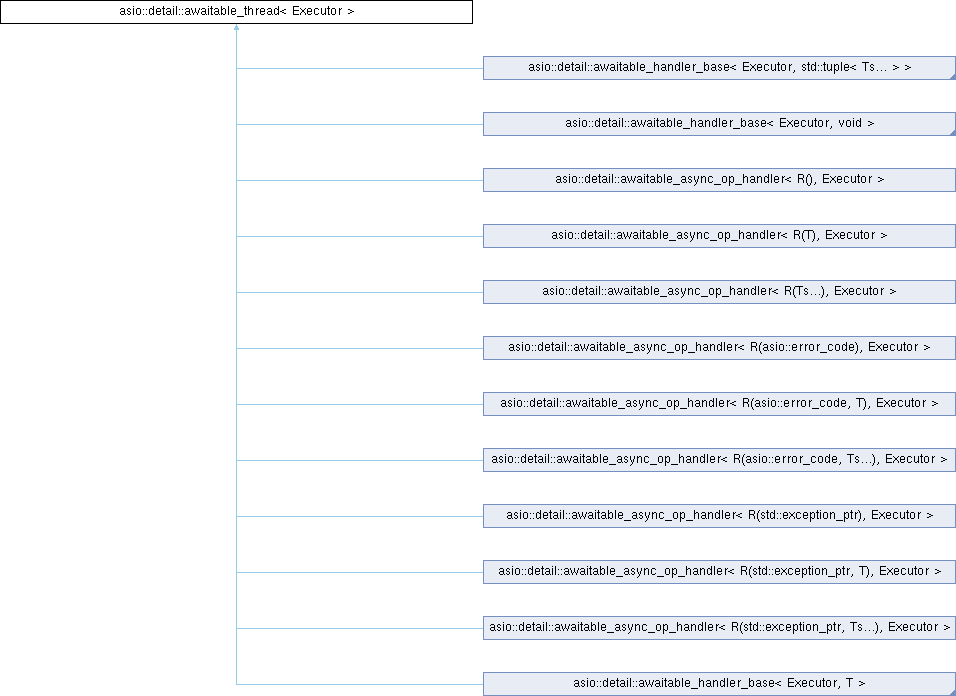 asio::detail::awaitable_thread< Executor >
asio::detail::awaitable_handler_base< Executor, std::tuple< Ts... > >
asio::detail::awaitable_handler_base< Executor, void >
asio::detail::awaitable_async_op_handler< R(), Executor >
asio::detail::awaitable_async_op_handler< R(T), Executor >
asio::detail::awaitable_async_op_handler< R(Ts...), Executor >
asio::detail::awaitable_async_op_handler< R(asio::error_code), Executor >
asio::detail::awaitable_async_op_handler< R(asio::error_code, T), Executor >
asio::detail::awaitable_async_op_handler< R(asio::error_code, Ts...), Executor >
asio::detail::awaitable_async_op_handler< R(std::exception_ptr), Executor >
asio::detail::awaitable_async_op_handler< R(std::exception_ptr, T), Executor >
asio::detail::awaitable_async_op_handler< R(std::exception_ptr, Ts...), Executor >
asio::detail::awaitable_handler_base< Executor, T >